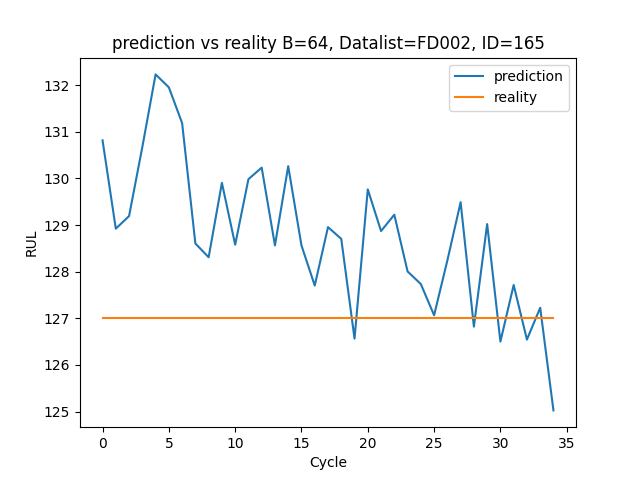 prediction vs reality B=64, Datalist=FD002, ID=165
prediction
reality
132
131
130
129
128
127
126
125
RUL
0 5 10 15 20 25 30 35
Cycle